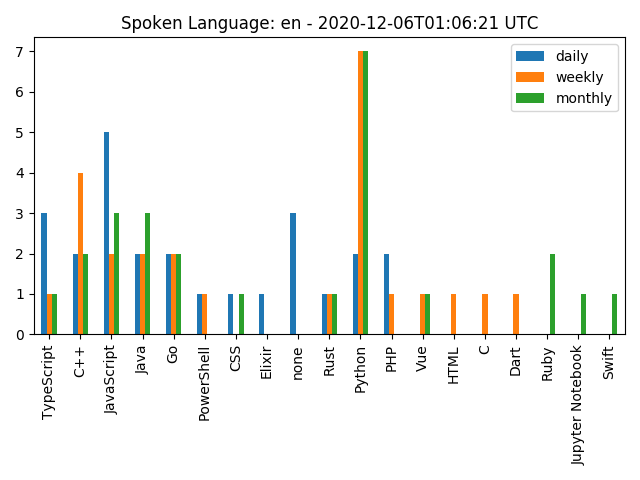 Spoken Language: en - 2020-12-06T01:06:21 UTC
daily
weekly
monthly
7
6
5
4
3
2
1
0
TypeScript
C++
JavaScript
Java
Go
PowerShell
CSS
Elixir
none
Rust
Python
PHP
Vue
HTML
C
Dart
Ruby
Jupyter Notebook
Swift